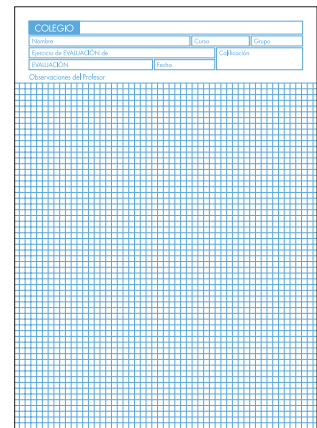 COLEGIO
Nombre Curso Grupo
Ejercicio de EVALUACIÓN de Calificación
EVALUACIÓN Fecha
Observaciones del Profesor